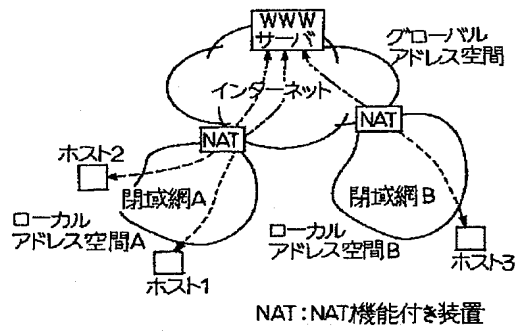 WWW
サーバ
グローバル
アドレス空間
インターネット
NAT
NAT
ホスト2
閉域網A
閉域網B
ローカル
アドレス空間A
ローカル
アドレス空間B
ホスト1
ホスト3
NAT:NAT機能付き装置